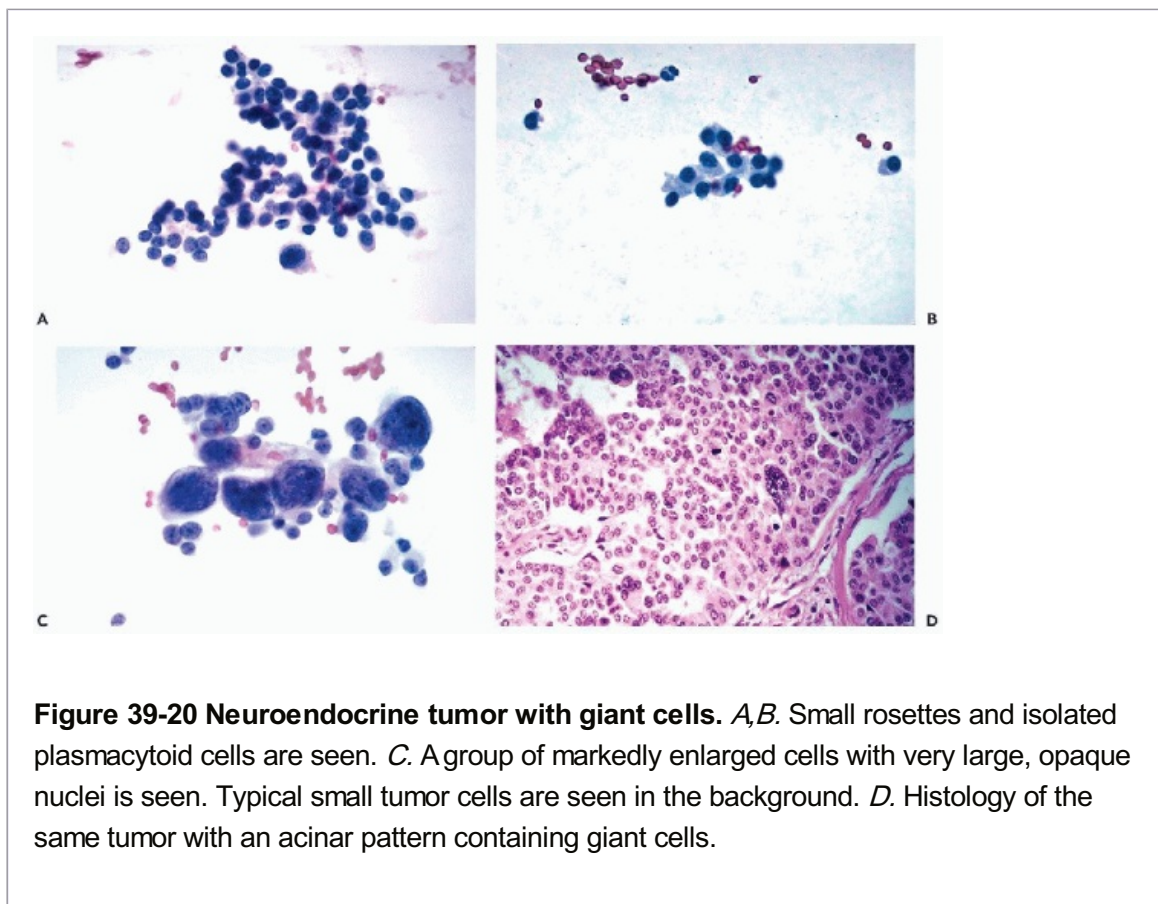 A
B
C
D
Figure 39-20 Neuroendocrine tumor with giant cells. A,B. Small rosettes and isolated
plasmacytoid cells are seen. C. A group of markedly enlarged cells with very large, opaque
nuclei is seen. Typical small tumor cells are seen in the background. D. Histology of the
same tumor with an acinar pattern containing giant cells.